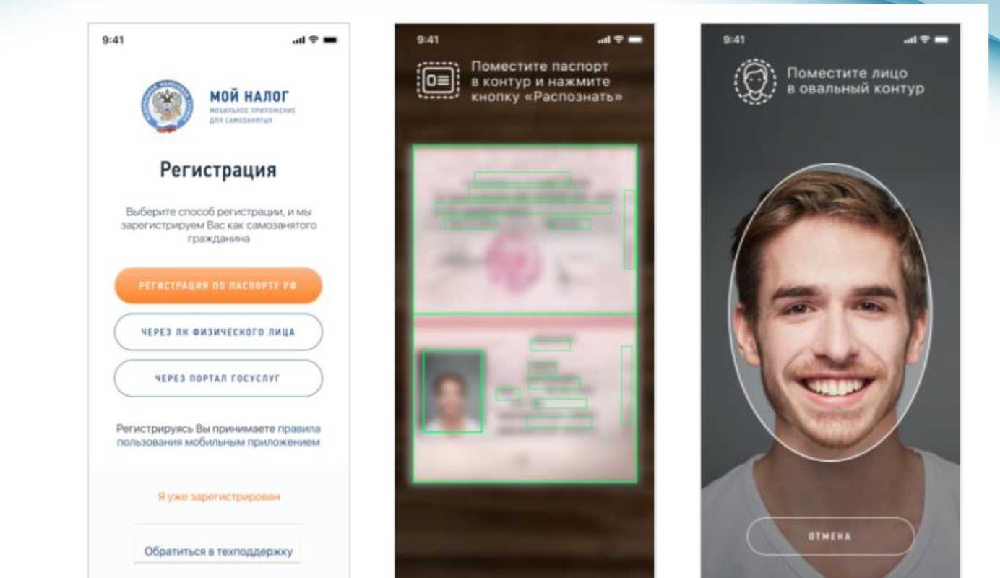 9:41
МОЙ НАЛОГ
МОБИЛЬНОЕ ПРИЛОЖЕНИЕ
ДЛЯ САМОЗАНЯТЫХ
Регистрация
Выберите способ регистрации, и мы
зарегистрируем Вас как самозанятого
гражданина
РЕГИСТРАЦИЯ ПО ПАСПОРТУ РФ
ЧЕРЕЗ ЛК ФИЗИЧЕСКОГО ЛИЦА
ЧЕРЕЗ ПОРТАЛ ГОСУСЛУГ
Регистрируясь Вы принимаете правила
пользования мобильным приложением
Я уже зарегистрирован
Обратиться в техподдержку
9:41
Поместите паспорт
в контур и нажмите
кнопку «Распознать»
9:41
Поместите лицо
в овальный контур
ОТМЕНА